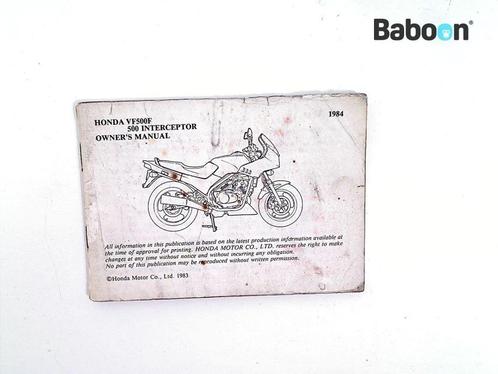 Baboon
HONDA VF500F
500 INTERCEPTOR
OWNER'S MANUAL
1984
All information in this publication is based on the latest production information available at
the time of approval for printing. HONDA MOTOR CO., LTD. reserves the right to make
changes at any time without notice and without incurring any obligation.
No part of this publication may be reproduced without written permission.
©Honda Motor Co., Ltd. 1983